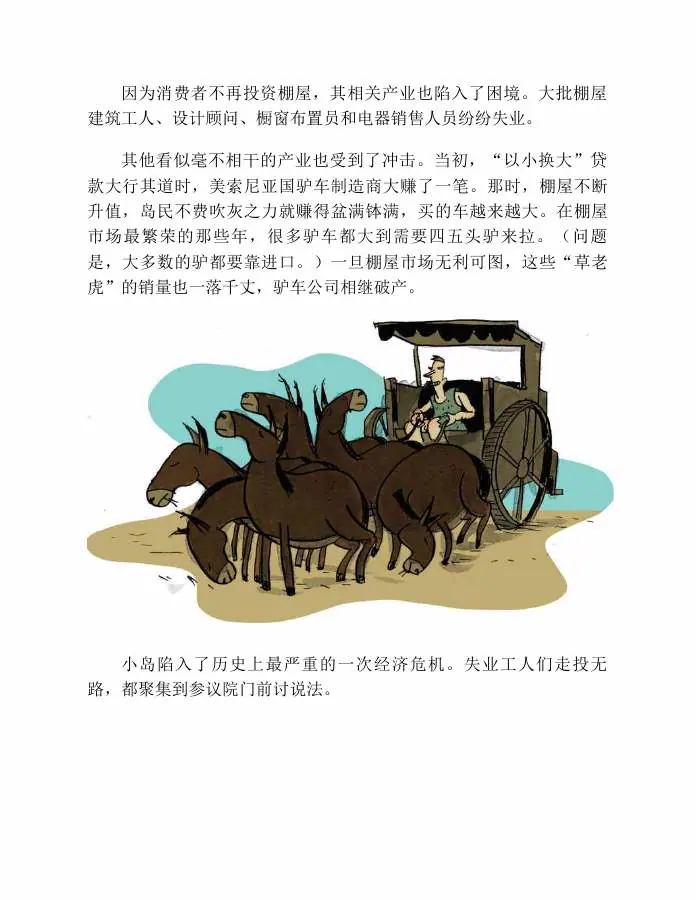 因为消费者不再投资棚屋，其相关产业也陷入了困境。大批棚屋
建筑工人、设计顾问、橱窗布置员和电器销售人员纷纷失业。
其他看似毫不相干的产业也受到了冲击。当初，“以小换大”贷
款大行其道时，美索尼亚国驴车制造商大赚了一笔。那时，棚屋不断
升值，岛民不费吹灰之力就赚得盆满钵满，买的车越来越大。在棚屋
市场最繁荣的那些年，很多驴车都大到需要四五头驴来拉。（问题
是，大多数的驴都要靠进口。）一旦棚屋市场无利可图，这些“草老
虎”的销量也一落千丈，驴车公司相继破产。
小岛陷入了历史上最严重的一次经济危机。失业工人们走投无
路，都聚集到参议院门前讨说法。